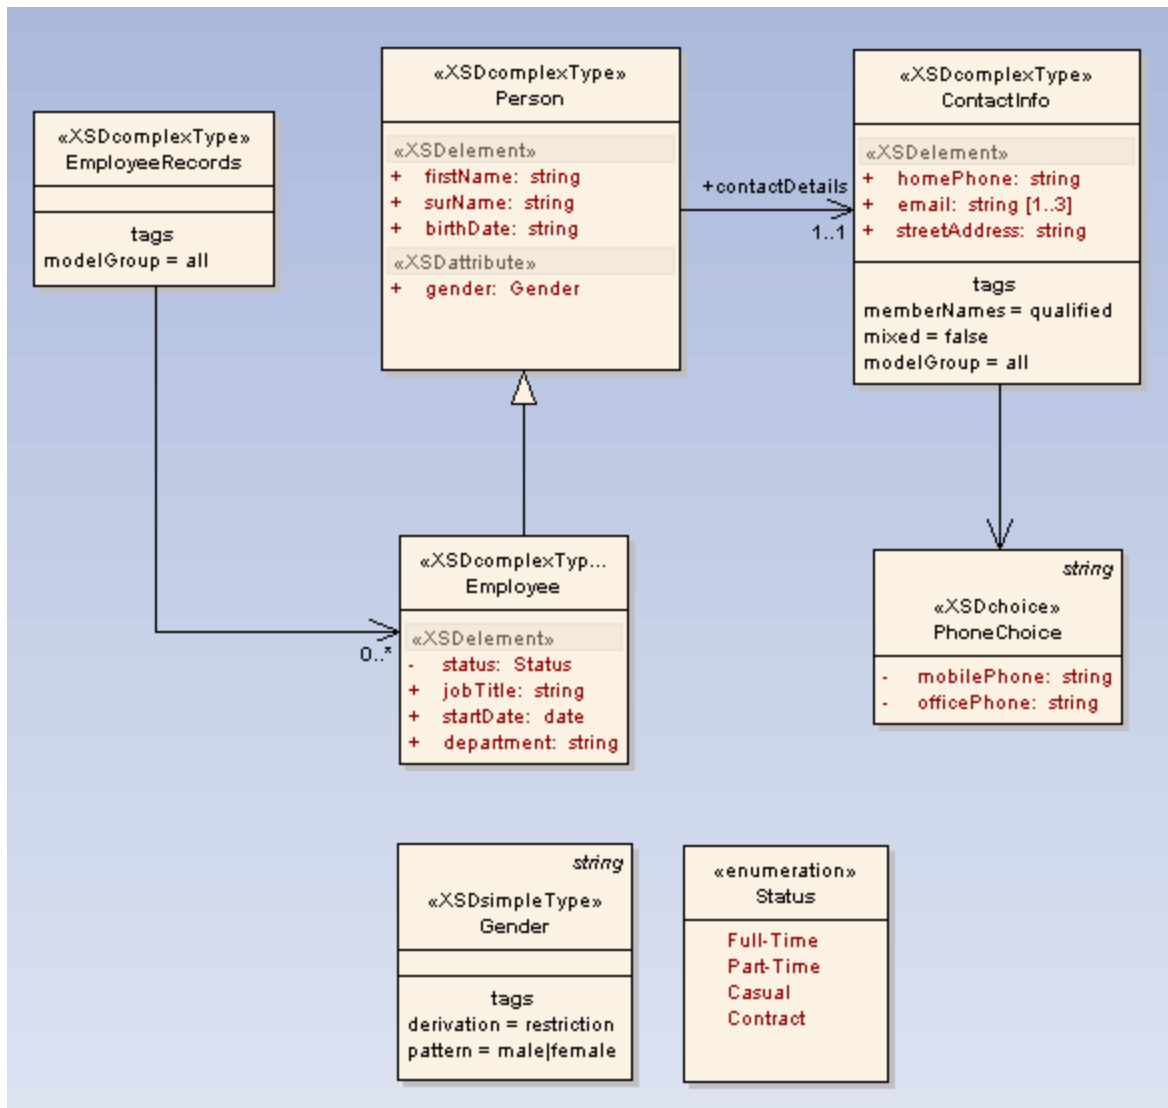 «XSDcomplexType»
EmployeeRecords
tags
modelGroup = all
«XSDcomplexType»
Person
«XSDelement»
+ firstName: string
+ surName: string
+ birthDate: string
«XSDattribute»
+ gender: Gender
+contactDetails
1..1
«XSDcomplexType»
ContactInfo
«XSDelement»
+ homePhone: string
+ email: string [1..3]
+ streetAddress: string
tags
memberNames = qualified
mixed = false
modelGroup = all
0..*
«XSDcomplexTyp...
Employee
«XSDelement»
- status: Status
+ jobTitle: string
+ startDate: date
+ department: string
string
«XSDchoice»
PhoneChoice
- mobilePhone: string
- officePhone: string
string
«XSDsimpleType»
Gender
tags
derivation = restriction
pattern = male|female
«enumeration»
Status
Full-Time
Part-Time
Casual
Contract